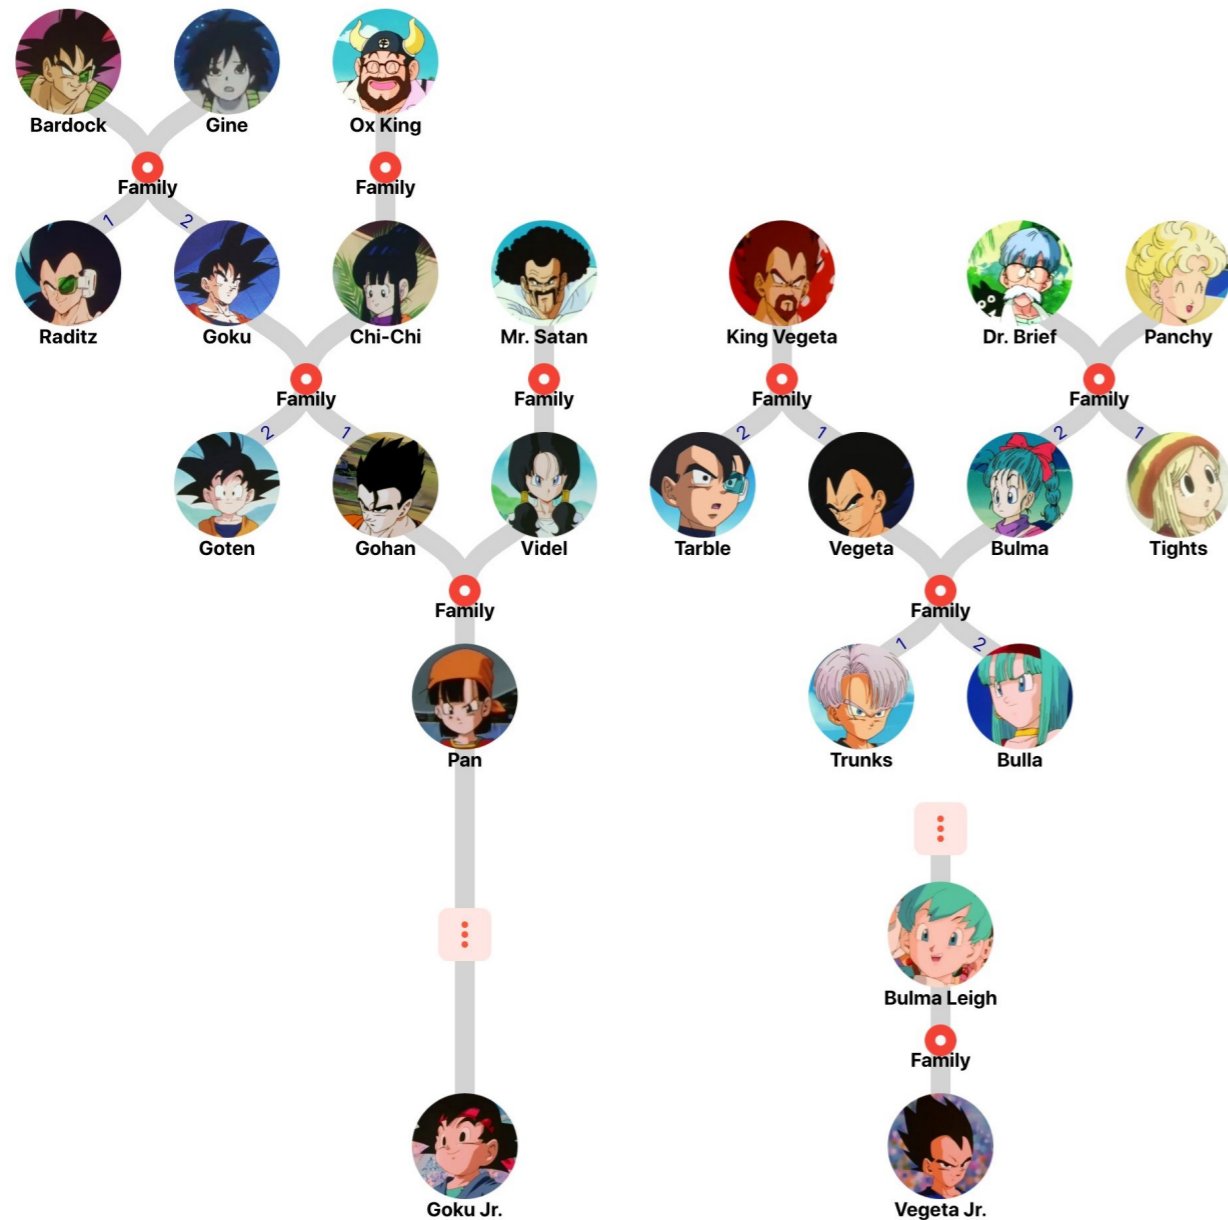 Bardock
Gine
Ox King
Family
Family
1
2
Raditz
Goku
Chi-Chi
Mr. Satan
King Vegeta
Dr. Brief
Panchy
Family
Family
Family
Family
2
1
2
1
2
1
Goten
Gohan
Videl
Tarble
Vegeta
Bulma
Tights
Family
Family
1
2
Pan
Trunks
Bulla
Bulma Leigh
Family
Goku Jr.
Vegeta Jr.